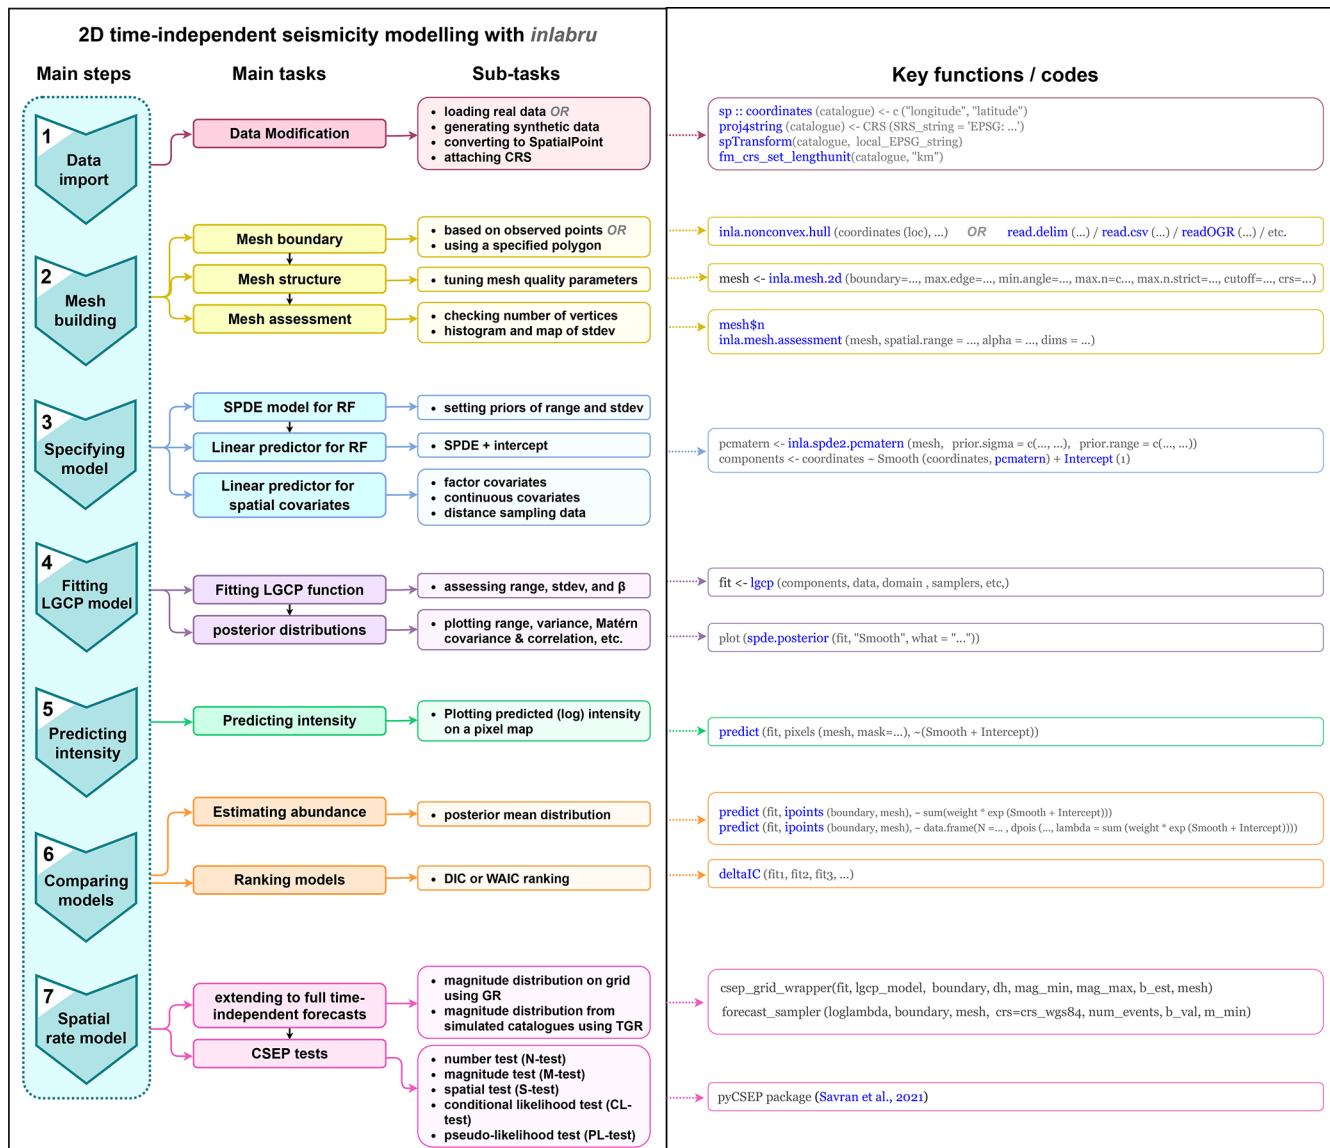 2D time-independent seismicity modelling with inlabru
Main steps
Main tasks
Sub-tasks
Key functions / codes
1
Data
import
Data Modification
• loading real data OR
• generating synthetic data
• converting to SpatialPoint
• attaching CRS
sp :: coordinates (catalogue) <- c ("longitude", "latitude")
proj4string (catalogue) <- CRS (SRS_string = 'EPSG: ...')
spTransform(catalogue, local_EPSG_string)
fm_crs_set_lengthunit(catalogue, "km")
2
Mesh
building
Mesh boundary
• based on observed points OR
• using a specified polygon
inla.nonconvex.hull (coordinates (loc), ...) OR read.delim (...) / read.csv (...) / readOGR (...) / etc.
Mesh structure
• tuning mesh quality parameters
mesh <- inla.mesh.2d (boundary=..., max.edge=..., min.angle=..., max.n=c..., max.n.strict=..., cutoff=..., crs=...)
Mesh assessment
• checking number of vertices
• histogram and map of stdev
mesh$n
inla.mesh.assessment (mesh, spatial.range = ..., alpha = ..., dims = ...)
3
Specifying
model
SPDE model for RF
• setting priors of range and stdev
Linear predictor for RF
• SPDE + intercept
pcmatern <- inla.spde2.pcmatern (mesh, prior.sigma = c(..., ...), prior.range = c(..., ...))
components <- coordinates ~ Smooth (coordinates, pcmatern) + Intercept (1)
Linear predictor for
spatial covariates
• factor covariates
• continuous covariates
• distance sampling data
4
Fitting
LGCP model
Fitting LGCP function
• assessing range, stdev, and β
fit <- lgcp (components, data, domain , samplers, etc,)
posterior distributions
• plotting range, variance, Matérn
covariance & correlation, etc.
plot (spde.posterior (fit, "Smooth", what = "..."))
5
Predicting
intensity
Predicting intensity
• Plotting predicted (log) intensity
on a pixel map
predict (fit, pixels (mesh, mask=...), ~(Smooth + Intercept))
6
Comparing
models
Estimating abundance
• posterior mean distribution
predict (fit, ipoints (boundary, mesh), ~ sum(weight * exp (Smooth + Intercept)))
predict (fit, ipoints (boundary, mesh), ~ data.frame(N =... , dpois (..., lambda = sum (weight * exp (Smooth + Intercept))))
Ranking models
• DIC or WAIC ranking
deltaIC (fit1, fit2, fit3, ...)
7
Spatial
rate model
extending to full time-
independent forecasts
• magnitude distribution on grid
using GR
• magnitude distribution from
simulated catalogues using TGR
csep_grid_wrapper(fit, lgcp_model, boundary, dh, mag_min, mag_max, b_est, mesh)
forecast_sampler (loglambda, boundary, mesh, crs=crs_wgs84, num_events, b_val, m_min)
CSEP tests
• number test (N-test)
• magnitude test (M-test)
• spatial test (S-test)
• conditional likelihood test (CL-
test)
• pseudo-likelihood test (PL-test)
pyCSEP package (Savran et al., 2021)